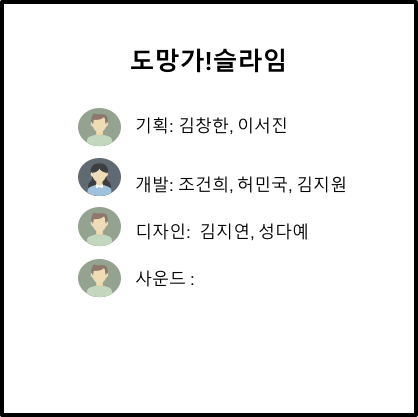 도망가!슬라임
기획: 김창한, 이서진
개발: 조건희, 허민국, 김지원
디자인:  김지연, 성다예
사운드 :